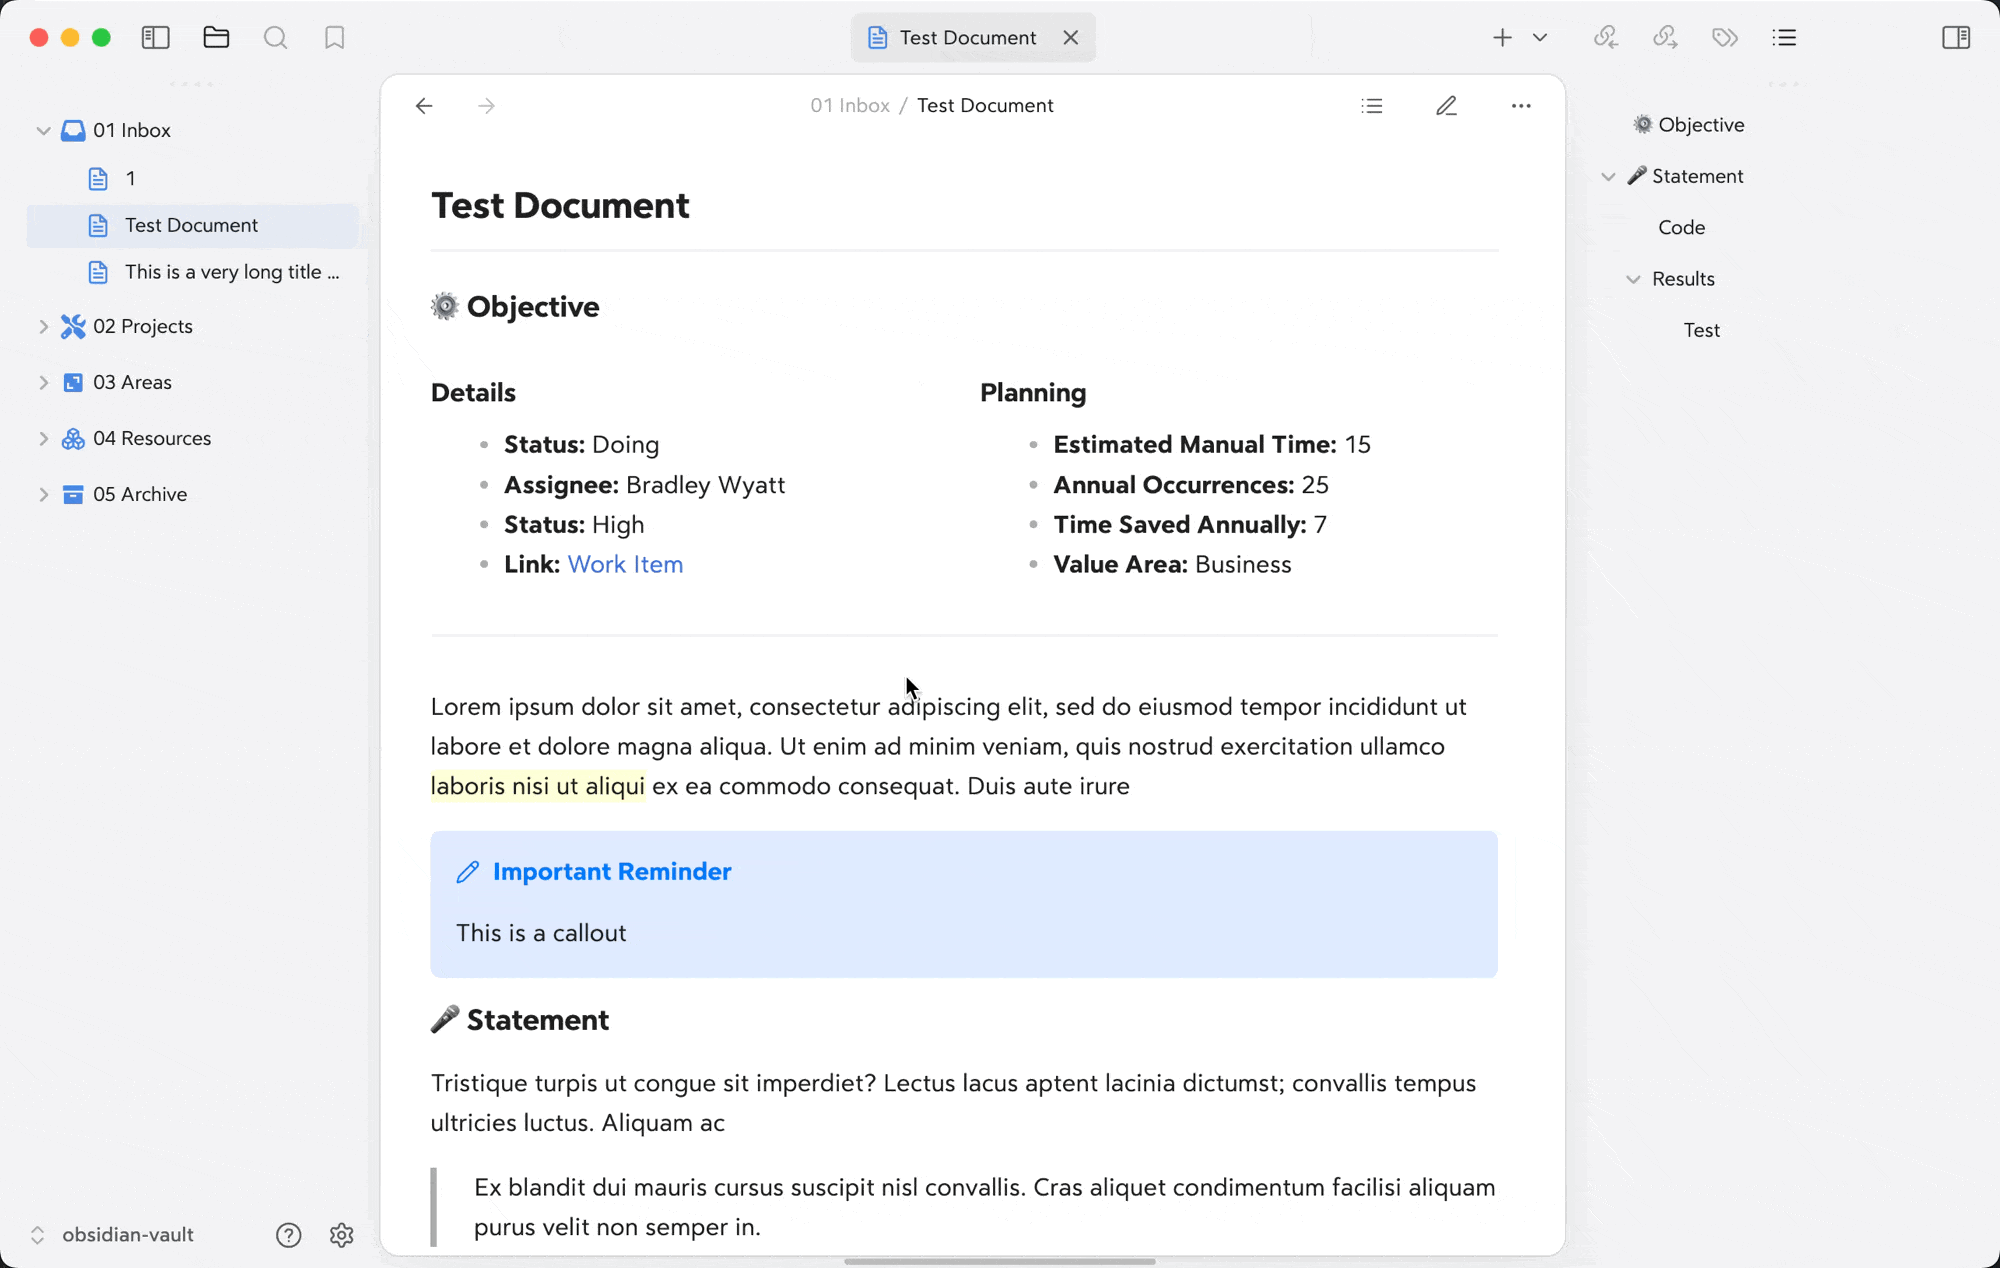 Test Document
01 Inbox
1
Test Document
This is a very long title ...
02 Projects
03 Areas
04 Resources
05 Archive
obsidian-vault
01 Inbox / Test Document
Test Document
⚙️ Objective
Details
• Status: Doing
• Assignee: Bradley Wyatt
• Status: High
• Link: Work Item
Planning
• Estimated Manual Time: 15
• Annual Occurrences: 25
• Time Saved Annually: 7
• Value Area: Business
Lorem ipsum dolor sit amet, consectetur adipiscing elit, sed do eiusmod tempor incididunt ut
labore et dolore magna aliqua. Ut enim ad minim veniam, quis nostrud exercitation ullamco
laboris nisi ut aliqui ex ea commodo consequat. Duis aute irure
Important Reminder
This is a callout
🎤 Statement
Tristique turpis ut congue sit imperdiet? Lectus lacus aptent lacinia dictumst; convallis tempus
ultricies luctus. Aliquam ac
Ex blandit dui mauris cursus suscipit nisl convallis. Cras aliquet condimentum facilisi aliquam
purus velit non semper in.
⚙️ Objective
🎤 Statement
Code
Results
Test